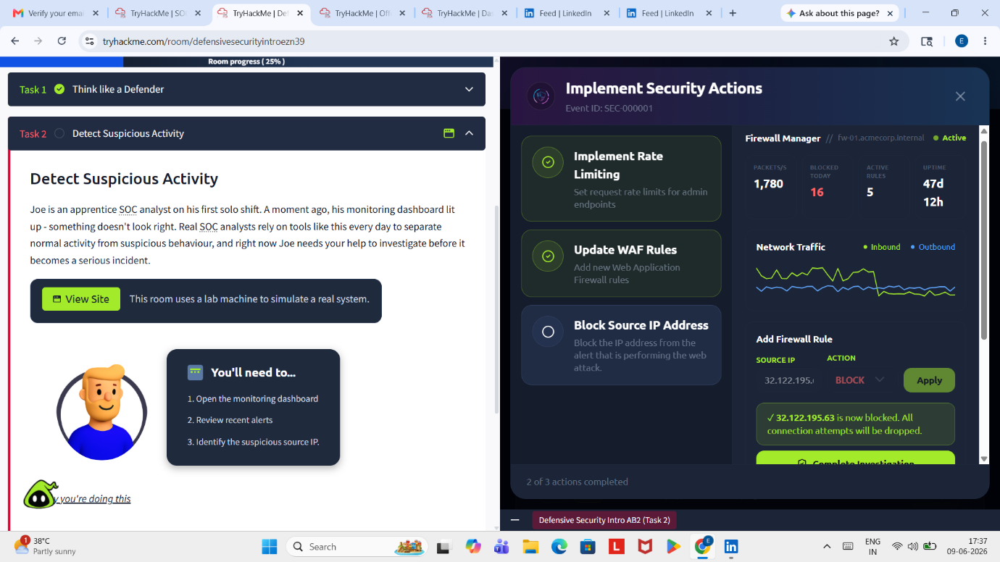 Verify your emai
TryHackMe | SO
TryHackMe | De
TryHackMe | Off
TryHackMe | Da
Feed | LinkedIn
Feed | LinkedIn
Ask about this page?
tryhackme.com/room/defensivesecurityintroezn39
E
Room progress ( 25% )
Task 1 Think like a Defender
Task 2 Detect Suspicious Activity
Detect Suspicious Activity
Joe is an apprentice SOC analyst on his first solo shift. A moment ago, his monitoring dashboard lit
up - something doesn't look right. Real SOC analysts rely on tools like this every day to separate
normal activity from suspicious behaviour, and right now Joe needs your help to investigate before it
becomes a serious incident.
View Site This room uses a lab machine to simulate a real system.
You'll need to...
1. Open the monitoring dashboard
2. Review recent alerts
3. Identify the suspicious source IP.
y you're doing this
Implement Security Actions
Event ID: SEC-000001
Implement Rate
Limiting
Set request rate limits for admin
endpoints
Update WAF Rules
Add new Web Application
Firewall rules
Block Source IP Address
Block the IP address from the
alert that is performing the web
attack.
Firewall Manager // fw-01.acmecorp.internal Active
PACKETS/S
1,780
BLOCKED
TODAY
16
ACTIVE
RULES
5
UPTIME
47d
12h
Network Traffic Inbound Outbound
Add Firewall Rule
SOURCE IP ACTION
32.122.195. BLOCK Apply
✓ 32.122.195.63 is now blocked. All
connection attempts will be dropped.
Complete Investigation
2 of 3 actions completed
Defensive Security Intro AB2 (Task 2)
1
38°C
Partly sunny
Search
L
E
ENG
IN
17:37
09-06-2026